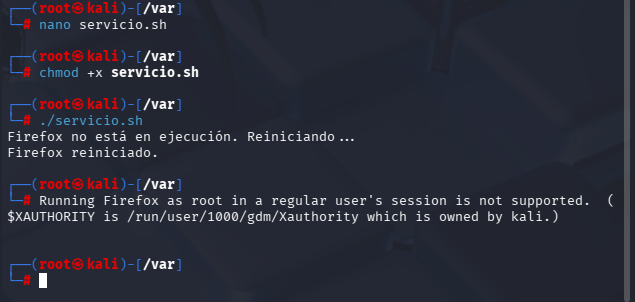 ┌──(root㉿kali)-[/var]
└─# nano servicio.sh
┌──(root㉿kali)-[/var]
└─# chmod +x servicio.sh
┌──(root㉿kali)-[/var]
└─# ./servicio.sh
Firefox no está en ejecución. Reiniciando...
Firefox reiniciado.
┌──(root㉿kali)-[/var]
└─# Running Firefox as root in a regular user's session is not supported.  (
$XAUTHORITY is /run/user/1000/gdm/Xauthority which is owned by kali.)
┌──(root㉿kali)-[/var]
└─#